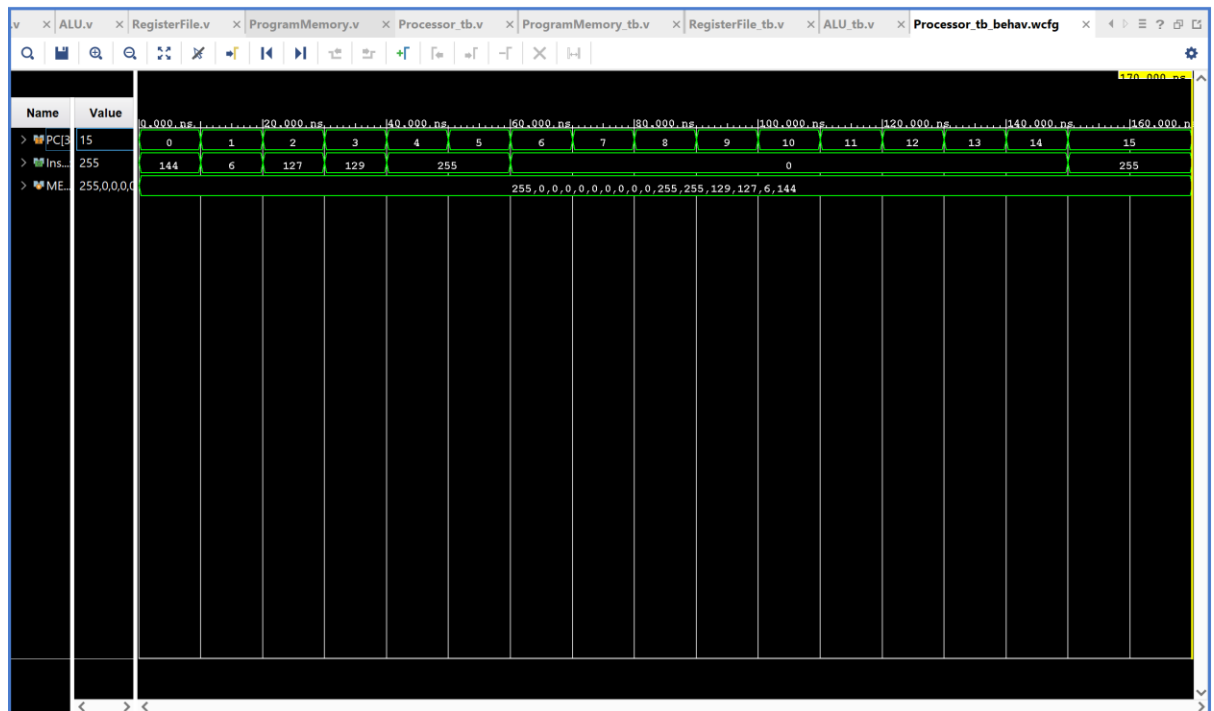 .v × ALU.v × RegisterFile.v × ProgramMemory.v × Processor_tb.v × ProgramMemory_tb.v × RegisterFile_tb.v × ALU_tb.v × Processor_tb_behav.wcfg ×
170.000 ns
Name Value
0.000 ns 20.000 ns 40.000 ns 60.000 ns 80.000 ns 100.000 ns 120.000 ns 140.000 ns 160.000 n
> PC[3 15 0 1 2 3 4 5 6 7 8 9 10 11 12 13 14 15
> Ins... 255 144 6 127 129 255 0 255
> ME... 255,0,0,0,0 255,0,0,0,0,0,0,0,0,0,255,255,129,127,6,144